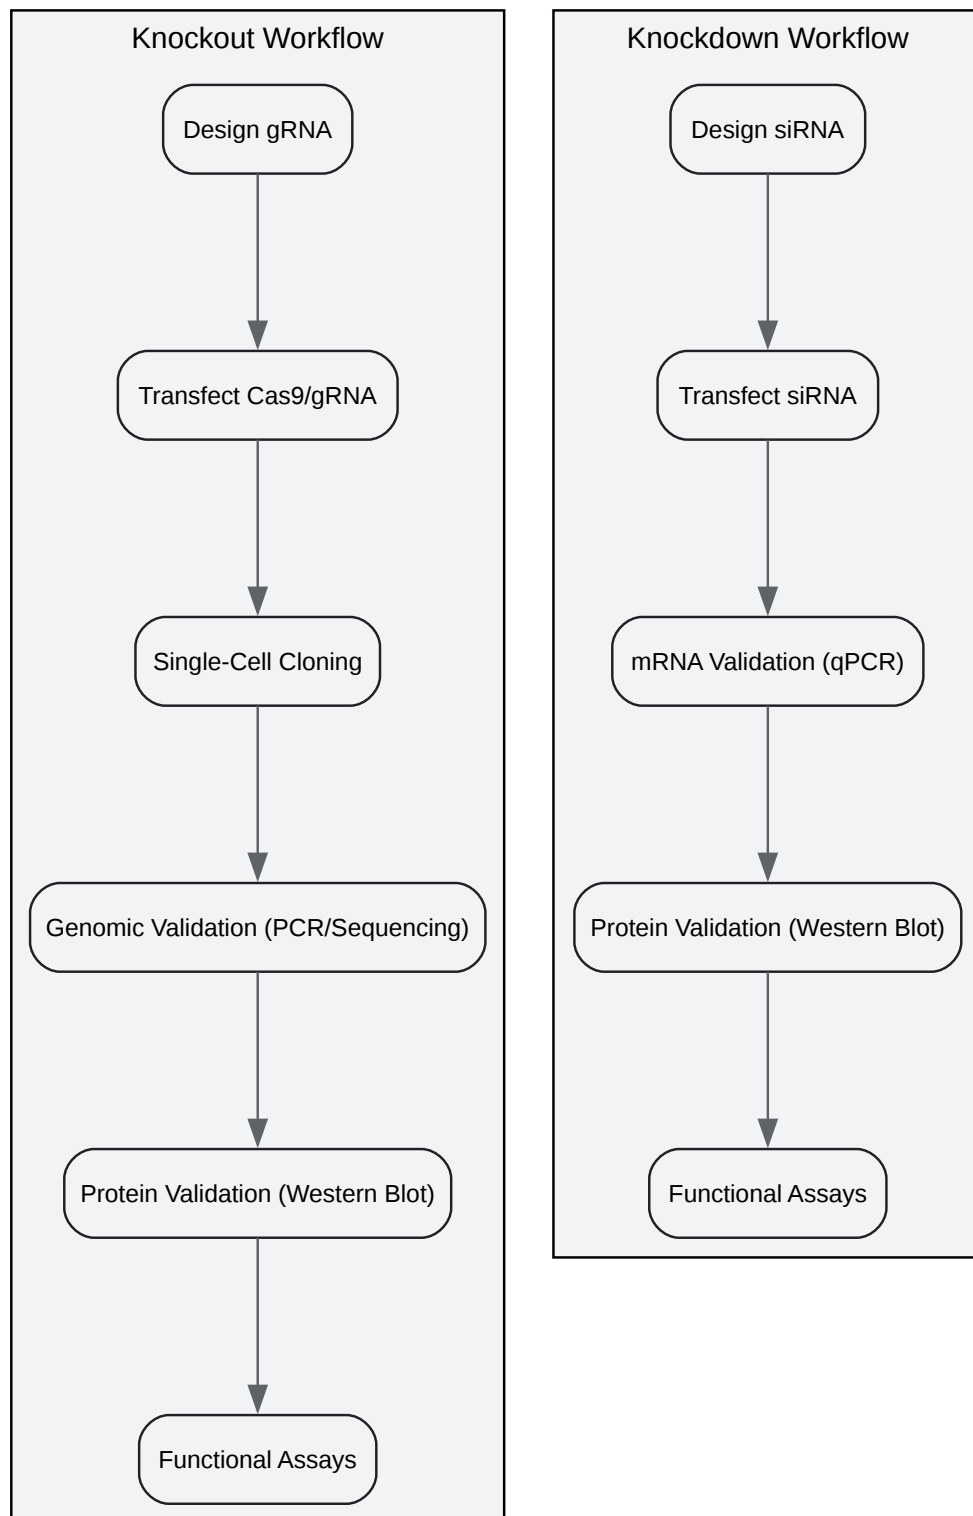 Knockout Workflow
Design gRNA
Transfect Cas9/gRNA
Single-Cell Cloning
Genomic Validation (PCR/Sequencing)
Protein Validation (Western Blot)
Functional Assays
Knockdown Workflow
Design siRNA
Transfect siRNA
mRNA Validation (qPCR)
Protein Validation (Western Blot)
Functional Assays